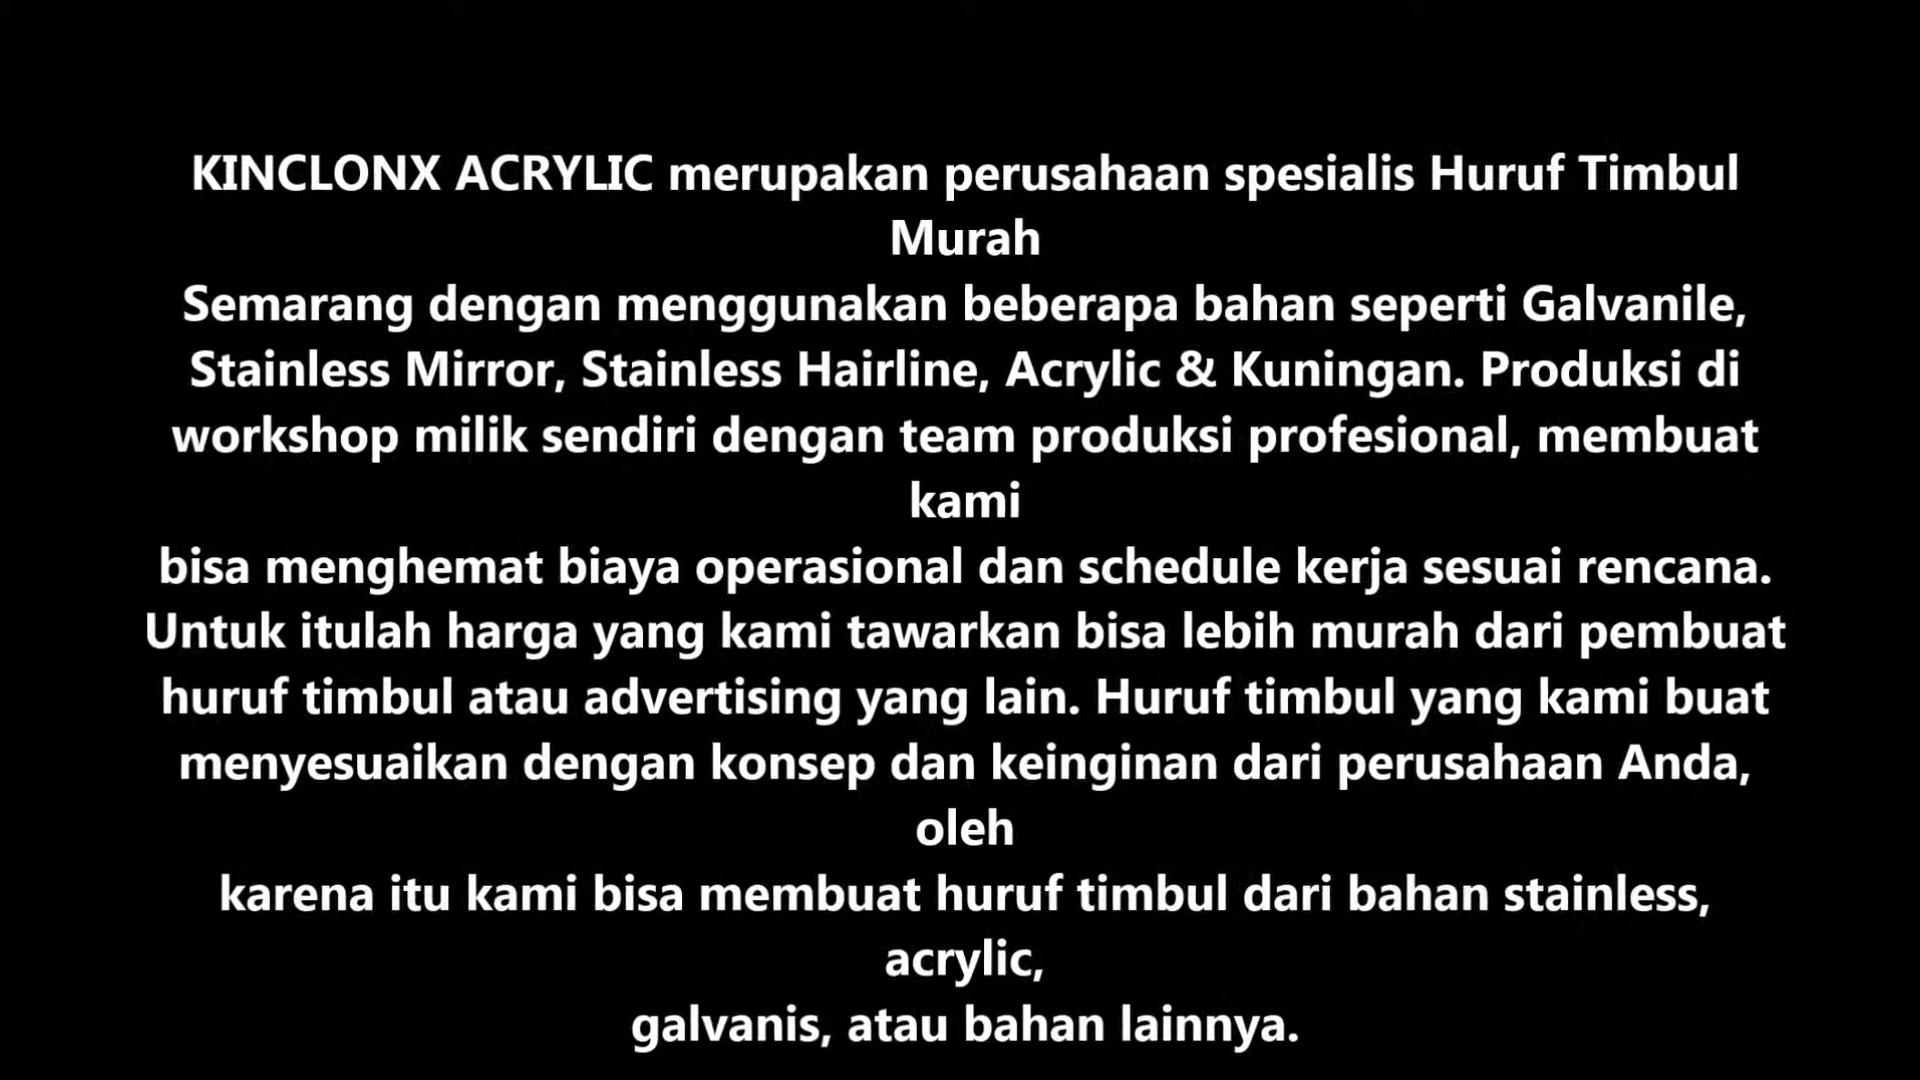 KINCLONX ACRYLIC merupakan perusahaan spesialis Huruf Timbul
Murah
Semarang dengan menggunakan beberapa bahan seperti Galvanile,
Stainless Mirror, Stainless Hairline, Acrylic & Kuningan. Produksi di
workshop milik sendiri dengan team produksi profesional, membuat
kami
bisa menghemat biaya operasional dan schedule kerja sesuai rencana.
Untuk itulah harga yang kami tawarkan bisa lebih murah dari pembuat
huruf timbul atau advertising yang lain. Huruf timbul yang kami buat
menyesuaikan dengan konsep dan keinginan dari perusahaan Anda,
oleh
karena itu kami bisa membuat huruf timbul dari bahan stainless,
acrylic,
galvanis, atau bahan lainnya.